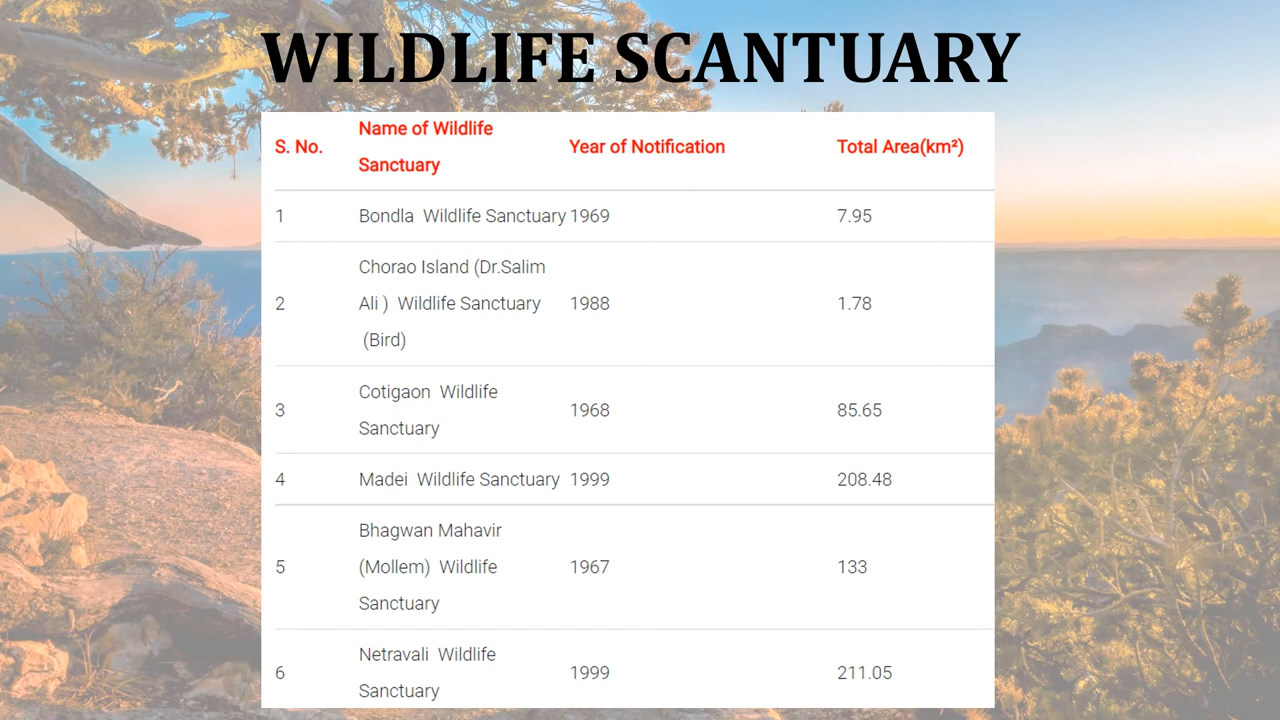 WILDLIFE SCANTUARY
S. No. Name of Wildlife Sanctuary Year of Notification Total Area(km²)
1 Bondla Wildlife Sanctuary 1969 7.95
2 Chorao Island (Dr.Salim Ali ) Wildlife Sanctuary (Bird) 1988 1.78
3 Cotigaon Wildlife Sanctuary 1968 85.65
4 Madei Wildlife Sanctuary 1999 208.48
5 Bhagwan Mahavir (Mollem) Wildlife Sanctuary 1967 133
6 Netravali Wildlife Sanctuary 1999 211.05